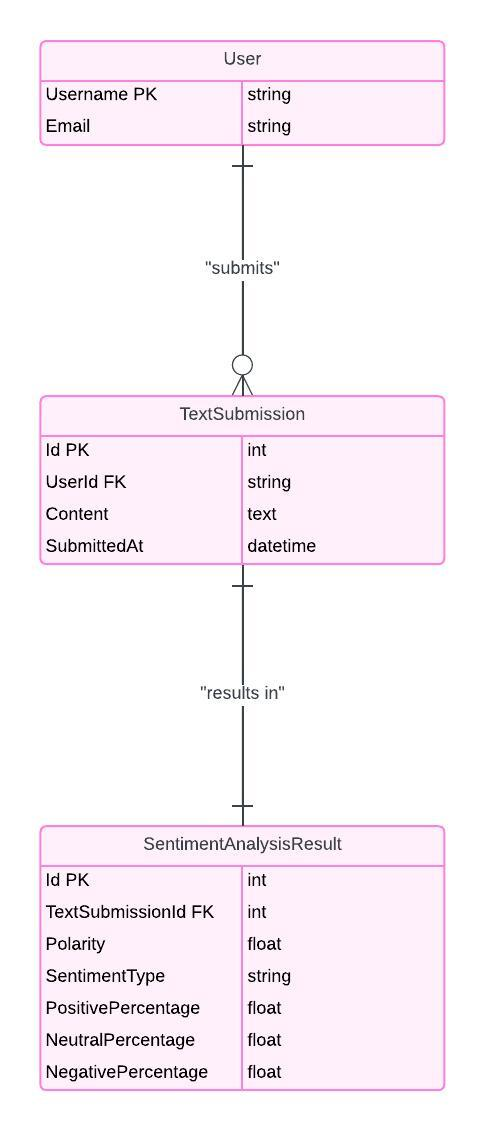 User
Username PK string
Email string
"submits"
TextSubmission
Id PK int
UserId FK string
Content text
SubmittedAt datetime
"results in"
SentimentAnalysisResult
Id PK int
TextSubmissionId FK int
Polarity float
SentimentType string
PositivePercentage float
NeutralPercentage float
NegativePercentage float